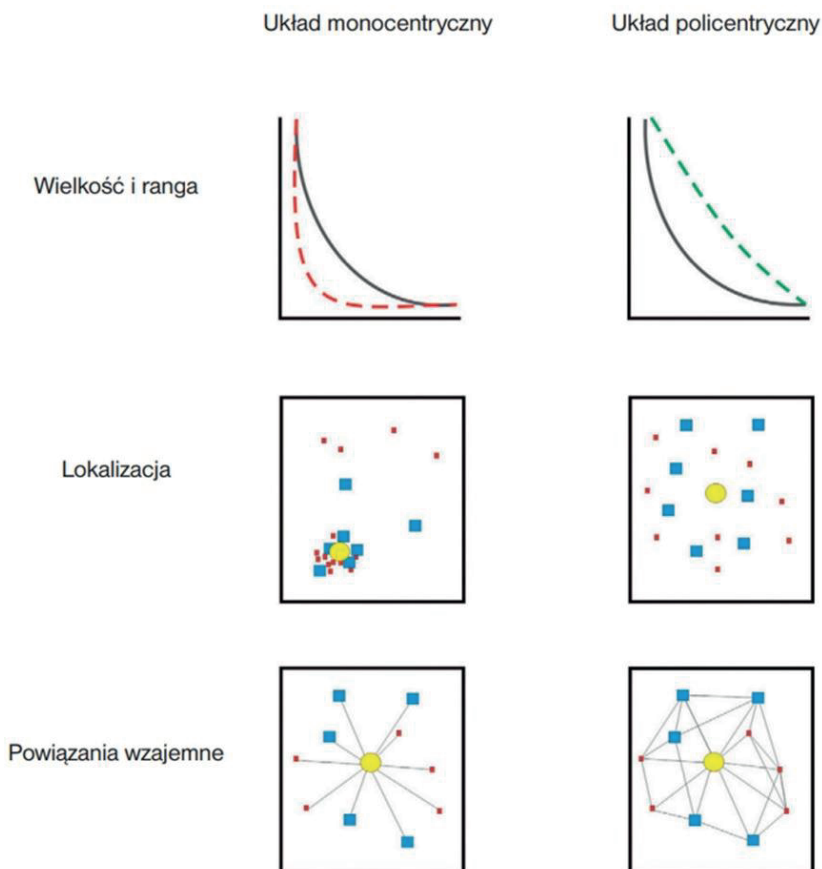 Układ monocentryczny
Układ policentryczny
Wielkość i ranga
Lokalizacja
Powiązania wzajemne